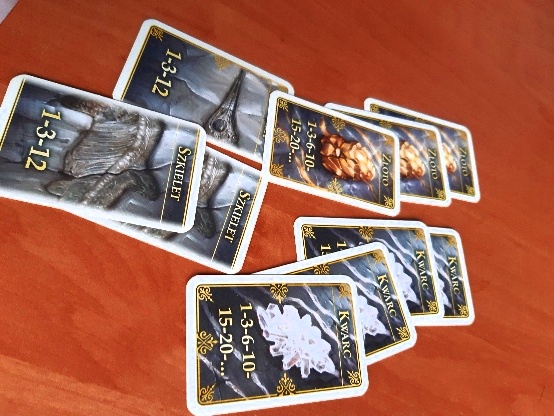 1-3-12
SZKIELET
1-3-12
SZKIELET
ZŁOTO
1-3-6-10-
15-20-...
ZŁOTO
ZŁOTO
KWARC
1-3-6-10-
15-20-...
KWARC
KWARC
KWARC